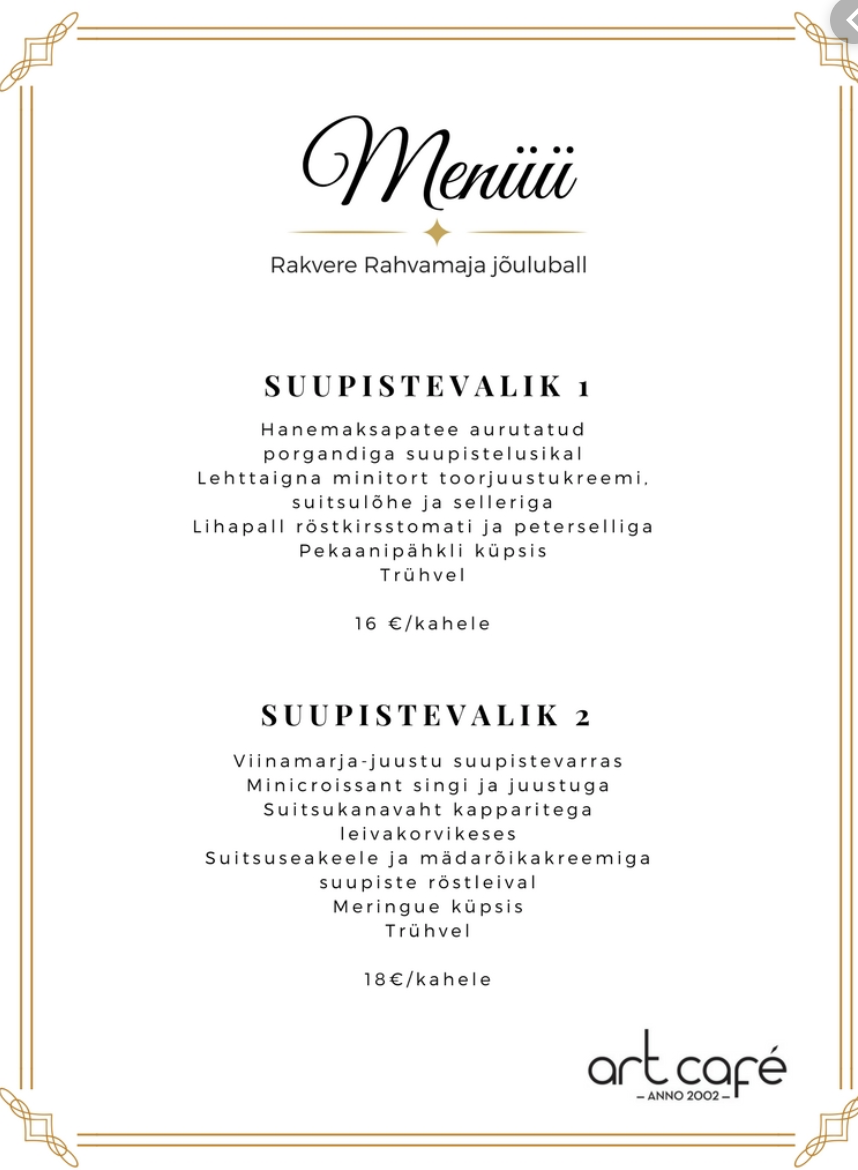 Menüü
Rakvere Rahvamaja jõuluball
SUUPISTEVALIK 1
Hanemaksapatee aurutatud
porgandiga suupistelusikal
Lehttaigna minitort toorjuustukreemi,
suitsulõhe ja selleriga
Lihapall röstkirsstomati ja peterselliga
Pekaanipähkli küpsis
Trühvel
16 €/kahele
SUUPISTEVALIK 2
Viinamarja-juustu suupistevarras
Minicroissant singi ja juustuga
Suitsukanavaht kapparitega
leivakorvikeses
Suitsuseakeele ja mädarõikakreemiga
suupiste röstleival
Meringue küpsis
Trühvel
18€/kahele
art café
– ANNO 2002 –